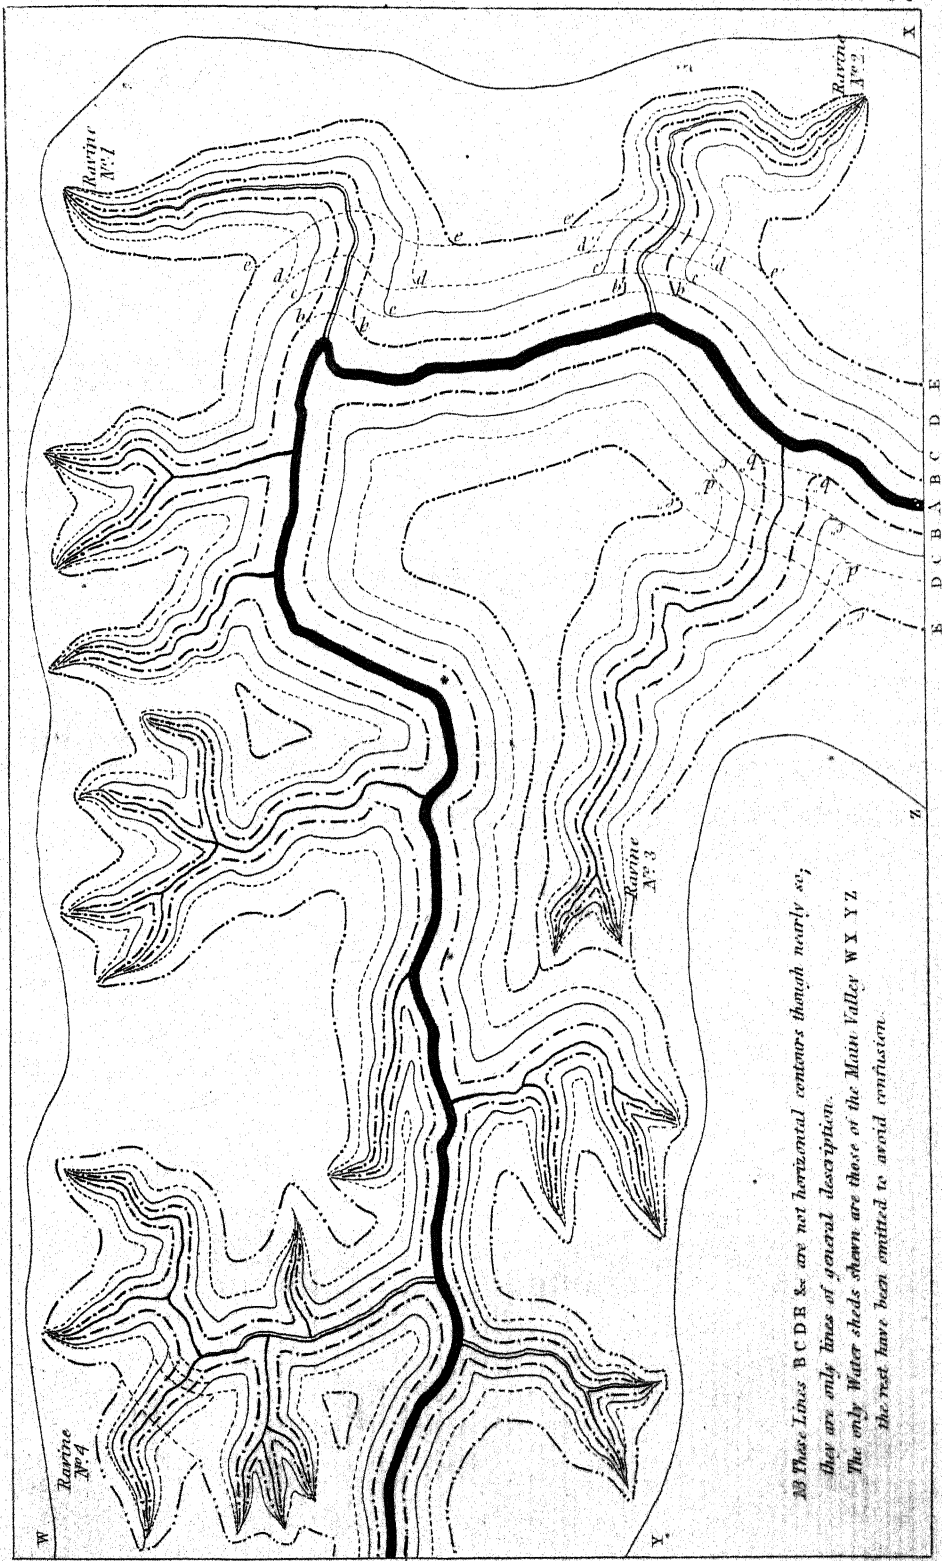 X
Ravine
Nº 2.
Ravine
Nº 1
e
e
e
d
d
d
d
e
e
c
c
c
c
b
b
b
b
E
D
C
B
A
B
C
D
E
b
c
p
b
c
p
e
Z
Ravine
Nº 3
Ravine
Nº 4
W
Y.
NB These Lines B C D E &c are not horizontal contours though nearly so,
they are only lines of general description.
The only Water sheds shewn are those of the Main Valley W X Y Z
the rest have been omitted to avoid confusion.